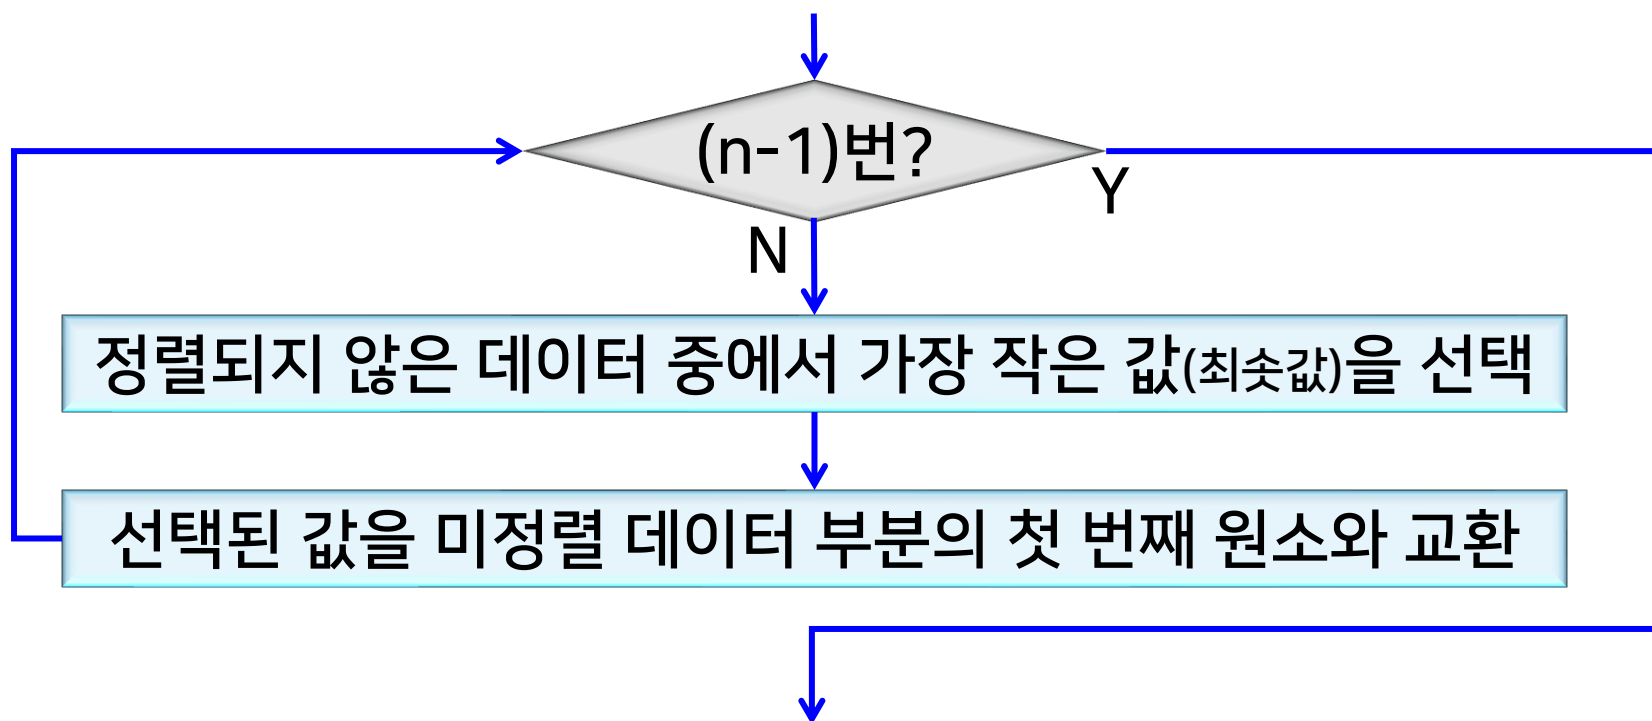 (n-1)번?
Y
N
정렬되지 않은 데이터 중에서 가장 작은 값(최솟값)을 선택
선택된 값을 미정렬 데이터 부분의 첫 번째 원소와 교환